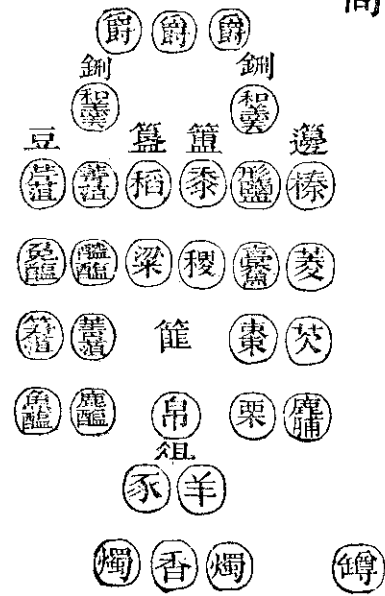 爵 爵 爵
鉶 鉶
和羹 和羹
豆 簋 簠 籩
芹菹 韭菹 稻 黍 形鹽 榛
兔醢 醓醢 粱 稷 藁魚 菱
笋菹 菁菹 篚 棗 芡
魚醢 鹿醢 帛 栗 鹿脯
俎
豕 羊
燭 香 燭 罇